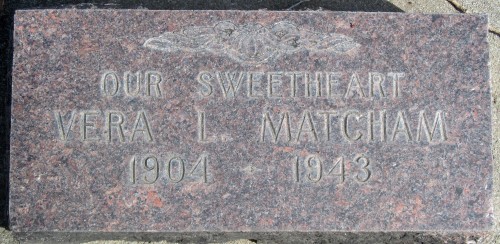 OUR SWEETHEART
VERA L. MATCHAM
1904 - 1943